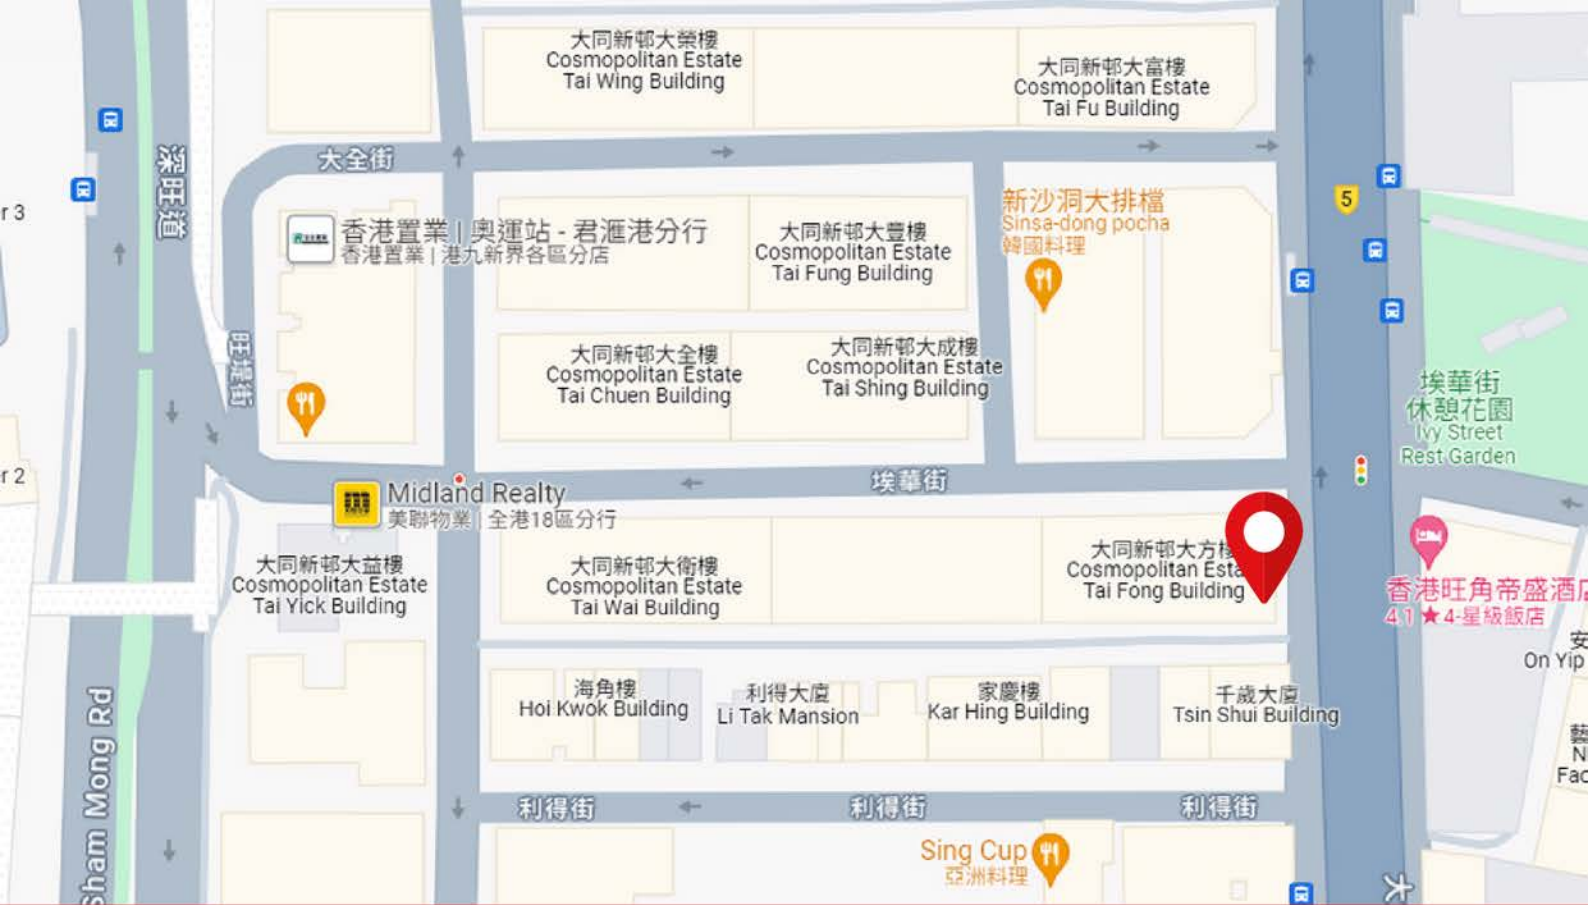 大同新邨大榮樓
Cosmopolitan Estate
Tai Wing Building
大同新邨大富樓
Cosmopolitan Estate
Tai Fu Building
大全街
深旺道
r 3
香港置業 | 奧運站 - 君滙港分行
香港置業 | 港九新界各區分店
大同新邨大豐樓
Cosmopolitan Estate
Tai Fung Building
新沙洞大排檔
Sinsa-dong pocha
韓國料理
5
旺堤街
大同新邨大全樓
Cosmopolitan Estate
Tai Chuen Building
大同新邨大成樓
Cosmopolitan Estate
Tai Shing Building
埃華街
休憩花園
Ivy Street
Rest Garden
r 2
埃華街
Midland Realty
美聯物業 | 全港18區分行
大同新邨大益樓
Cosmopolitan Estate
Tai Yick Building
大同新邨大衛樓
Cosmopolitan Estate
Tai Wai Building
大同新邨大方樓
Cosmopolitan Esta
Tai Fong Building
香港旺角帝盛酒店
4.1 ★ 4-星級飯店
安
On Yip
海角樓
Hoi Kwok Building
利得大廈
Li Tak Mansion
家慶樓
Kar Hing Building
千歲大廈
Tsin Shui Building
藝
N
Fac
Sham Mong Rd
利得街
利得街
利得街
Sing Cup
亞洲料理
大